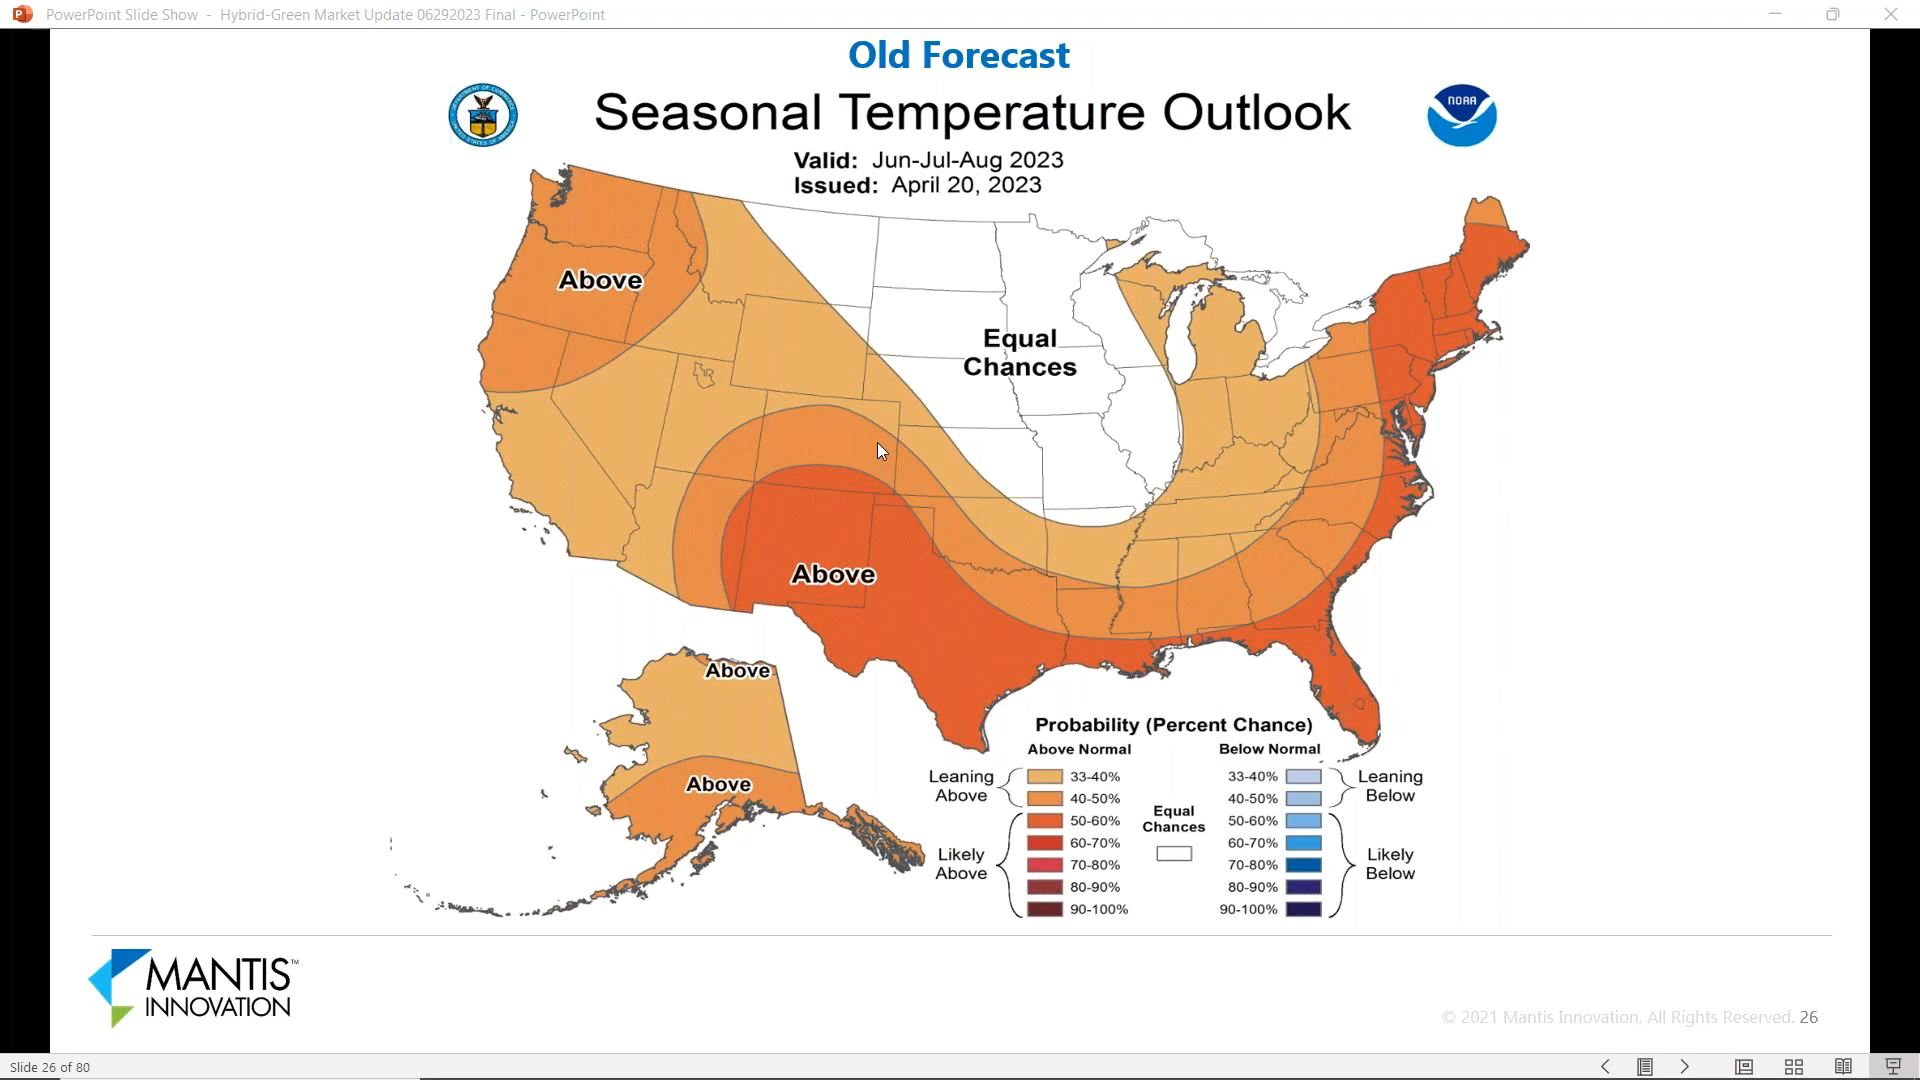 PowerPoint Slide Show - Hybrid-Green Market Update 06292023 Final - PowerPoint
Old Forecast
Seasonal Temperature Outlook
NOAA
Valid: Jun-Jul-Aug 2023
Issued: April 20, 2023
Above
Equal
Chances
Above
Above
Above
Probability (Percent Chance)
Above Normal
Below Normal
Leaning
Above
33-40%
40-50%
50-60%
60-70%
70-80%
80-90%
90-100%
Likely
Above
Equal
Chances
33-40%
40-50%
50-60%
60-70%
70-80%
80-90%
90-100%
Leaning
Below
Likely
Below
MANTIS™
INNOVATION
© 2021 Mantis Innovation, All Rights Reserved. 26
Slide 26 of 80